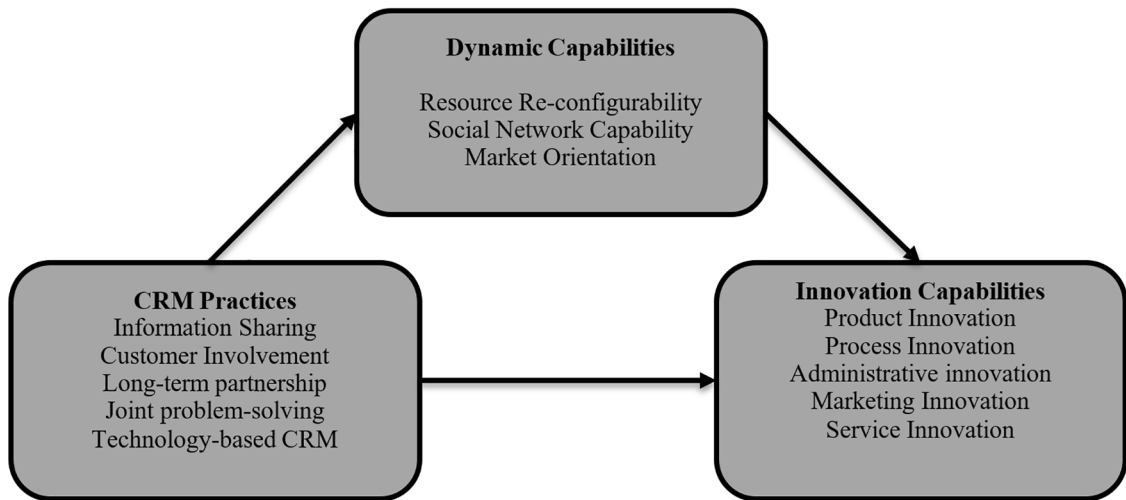 Dynamic Capabilities
Resource Re-configurability
Social Network Capability
Market Orientation
CRM Practices
Information Sharing
Customer Involvement
Long-term partnership
Joint problem-solving
Technology-based CRM
Innovation Capabilities
Product Innovation
Process Innovation
Administrative innovation
Marketing Innovation
Service Innovation